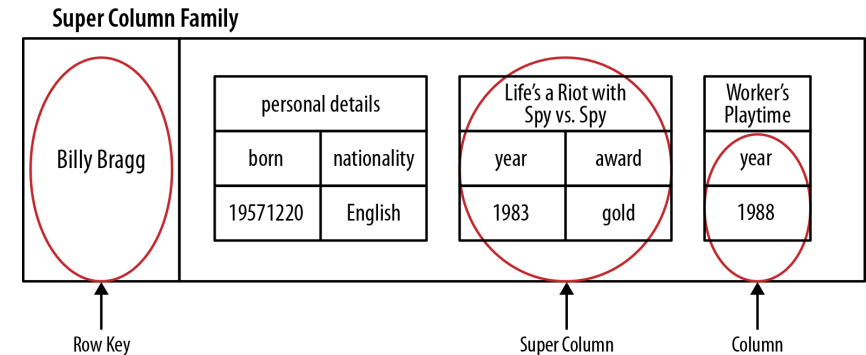 Super Column Family
Billy Bragg
personal details
born nationality
19571220 English
Life's a Riot with
Spy vs. Spy
year award
1983 gold
Worker's
Playtime
year
1988
Row Key
Super Column
Column